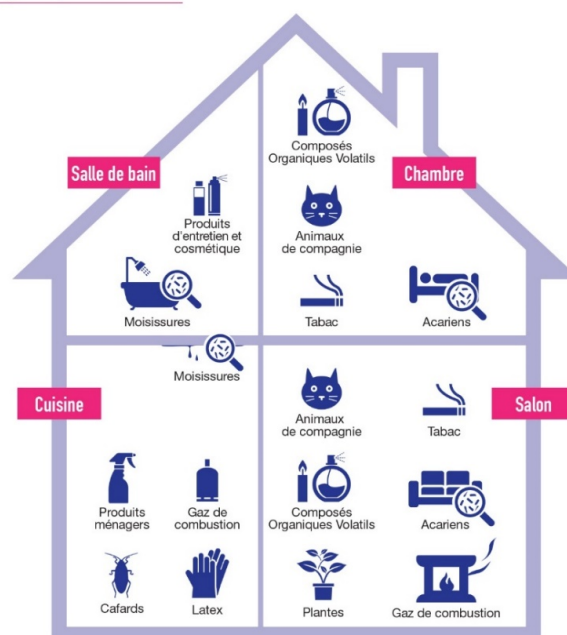 Composés
Organiques Volatils
Salle de bain
Chambre
Produits
d'entretien et
cosmétique
Animaux
de compagnie
Moisissures
Tabac
Acariens
Moisissures
Cuisine
Salon
Animaux
de compagnie
Tabac
Produits
ménagers
Gaz de
combustion
Composés
Organiques Volatils
Acariens
Cafards
Latex
Plantes
Gaz de combustion